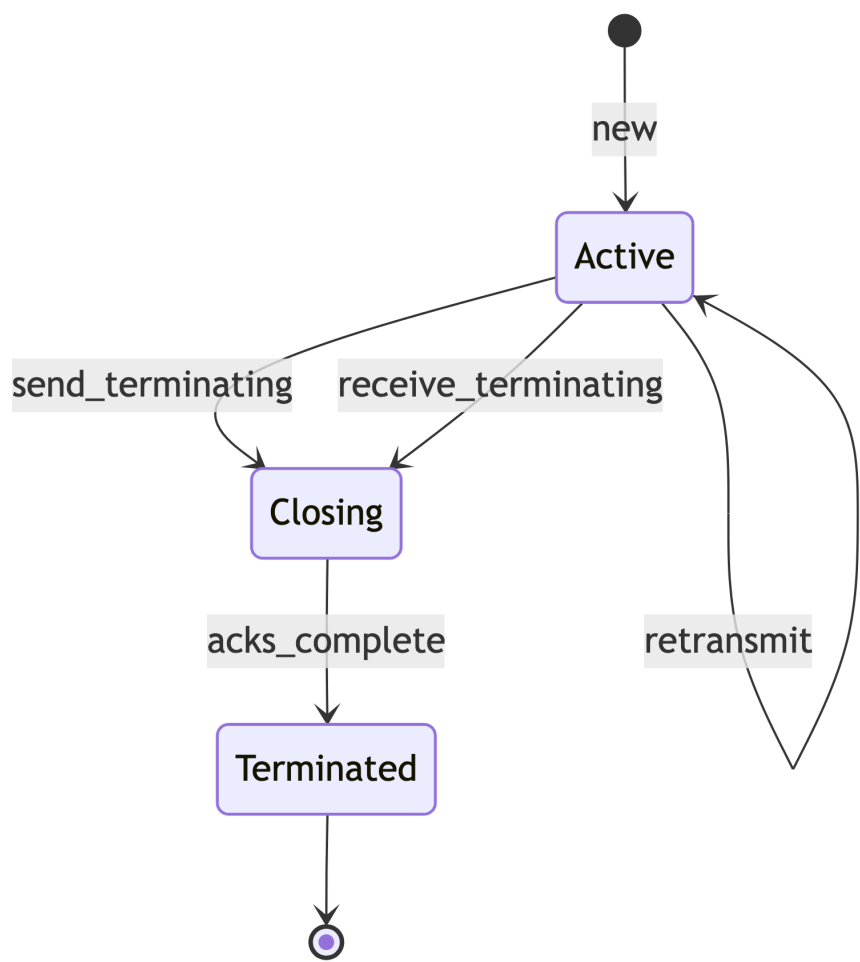 new
Active
send_terminating
receive_terminating
Closing
acks_complete
retransmit
Terminated